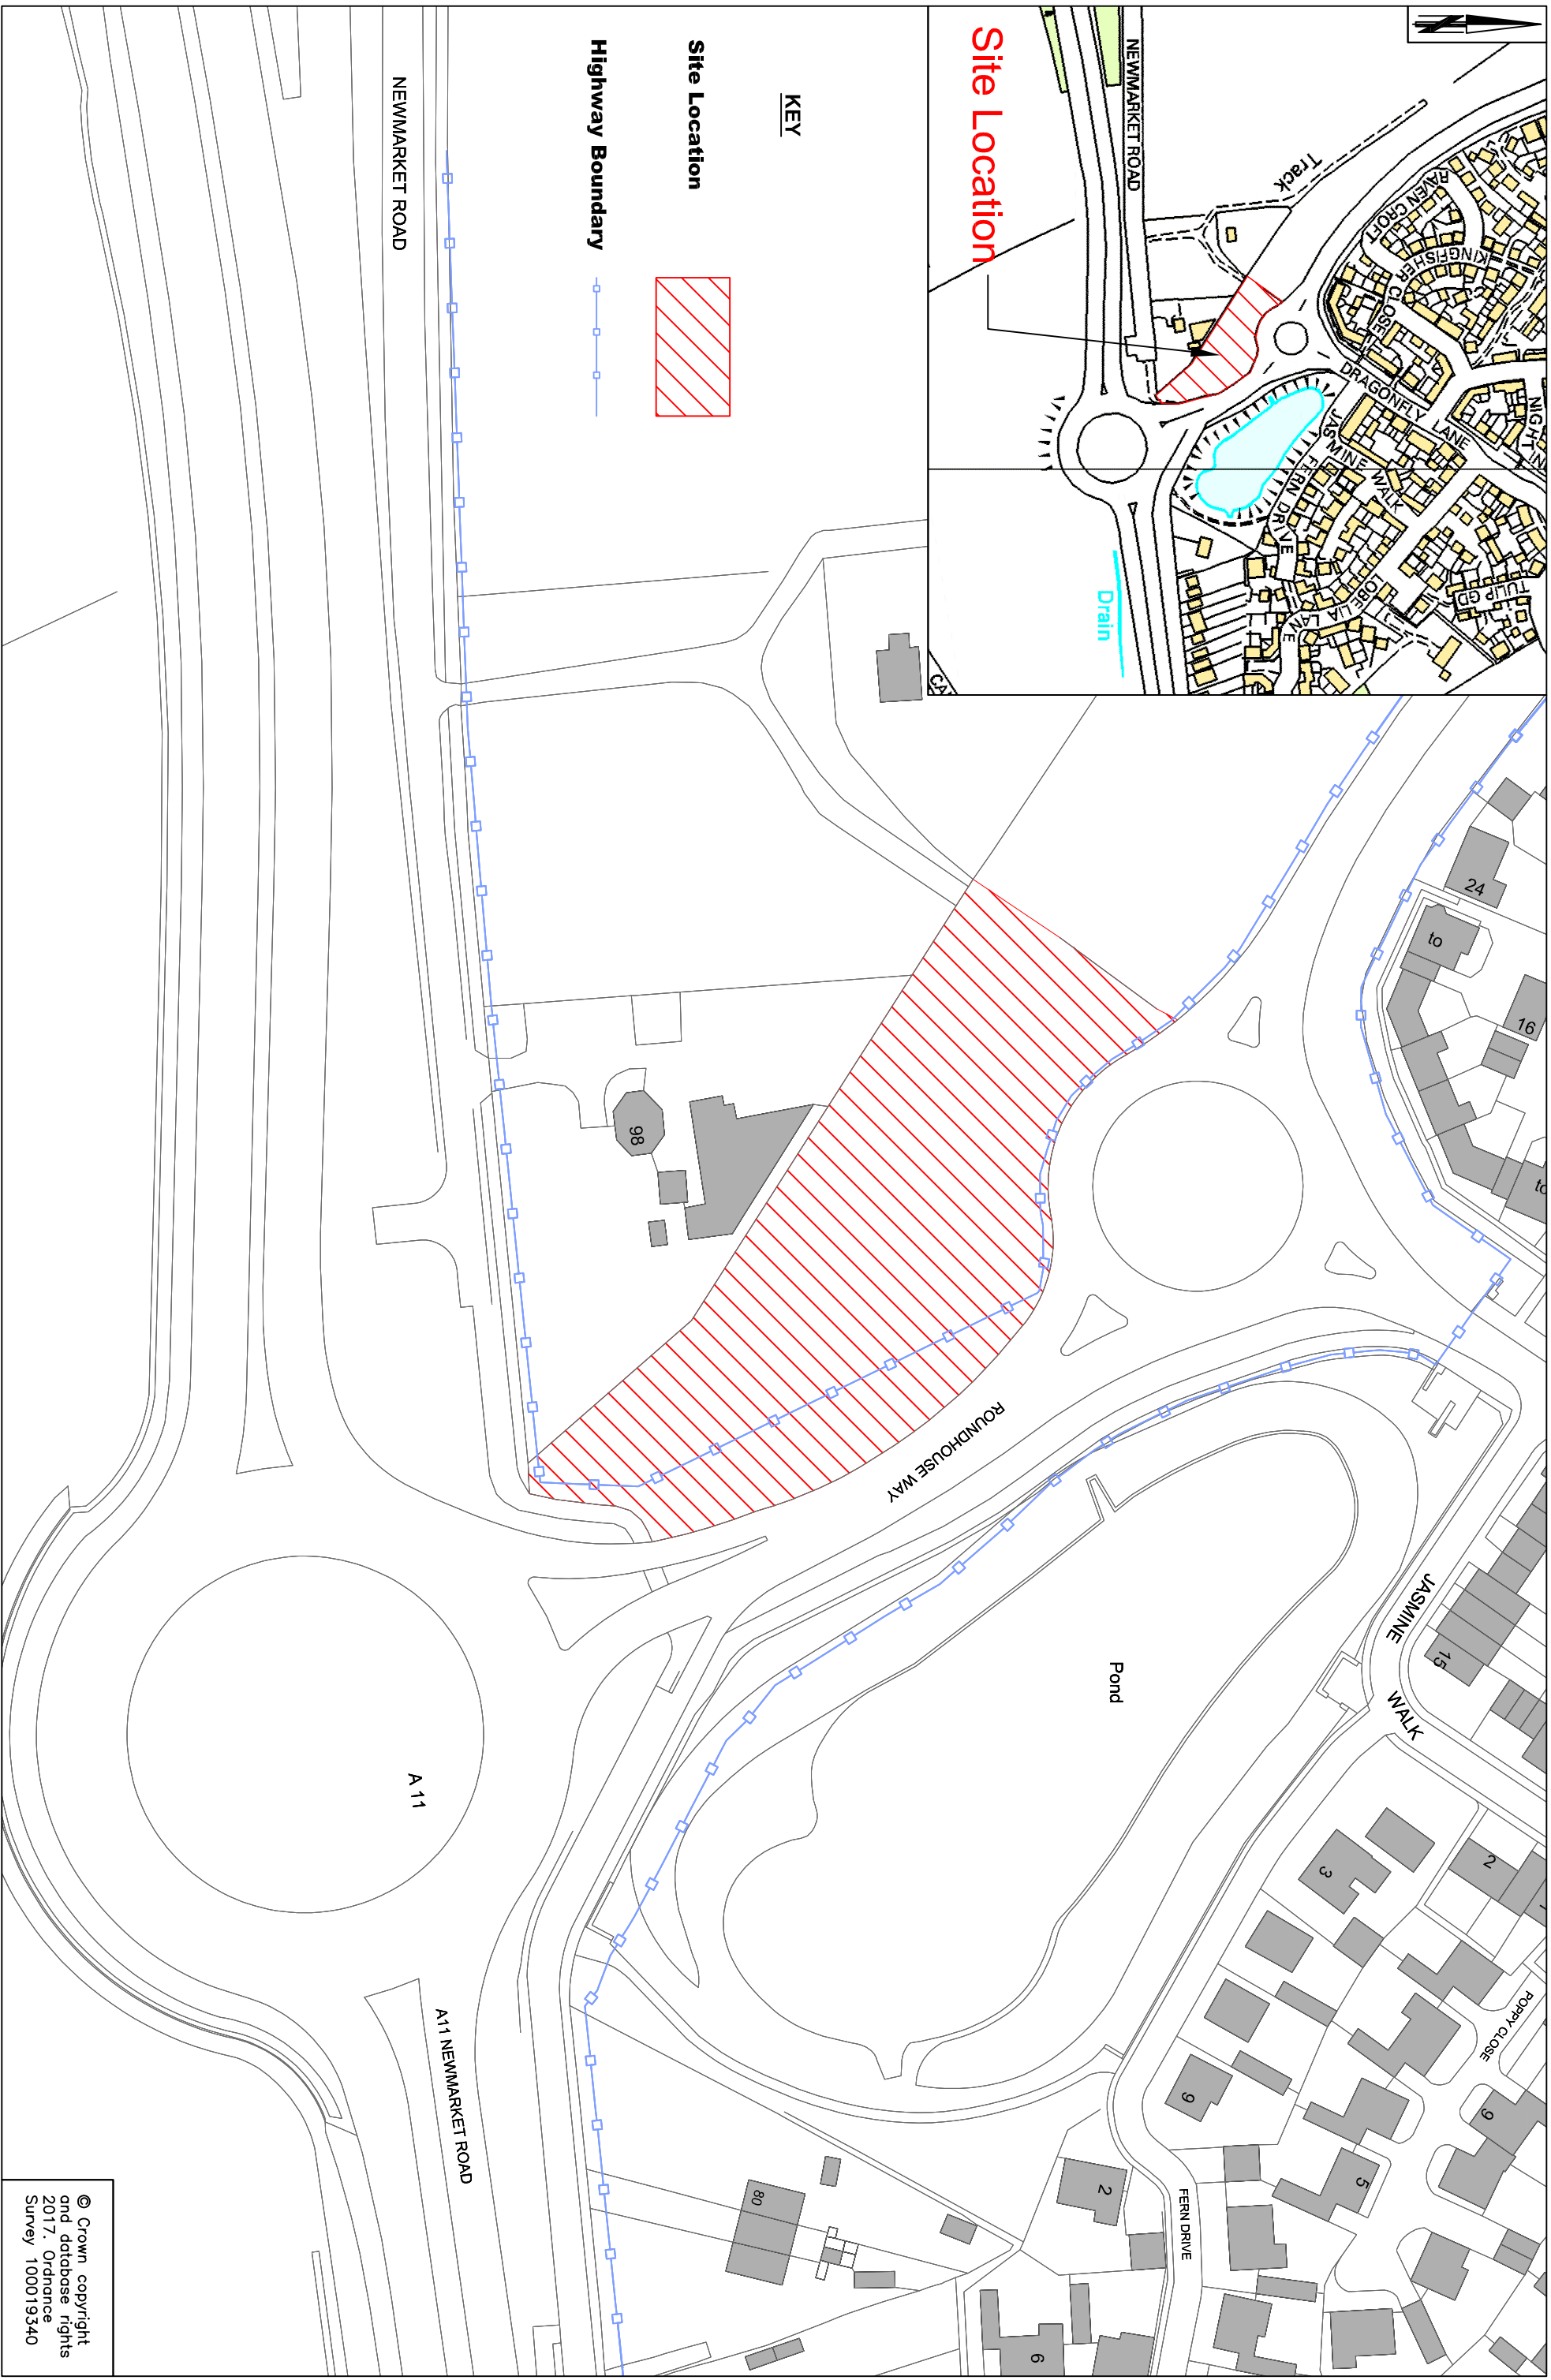 Site Location
NEWMARKET ROAD
Track
RAVEN CROFT
KINGFISHER CLOSE
DRAGONFLY LANE
JASMINE WALK
FERN DRIVE
LOBELIA LANE
TULIP GD
Drain
KEY
Site Location
Highway Boundary
NEWMARKET ROAD
24
to
16
to
98
ROUNDHOUSE WAY
Pond
JASMINE WALK
15
A 11
A11 NEWMARKET ROAD
3
2
POPPY CLOSE
9
9
5
2
FERN DRIVE
80
6
© Crown copyright
and database rights
2017. Ordnance
Survey 100019340